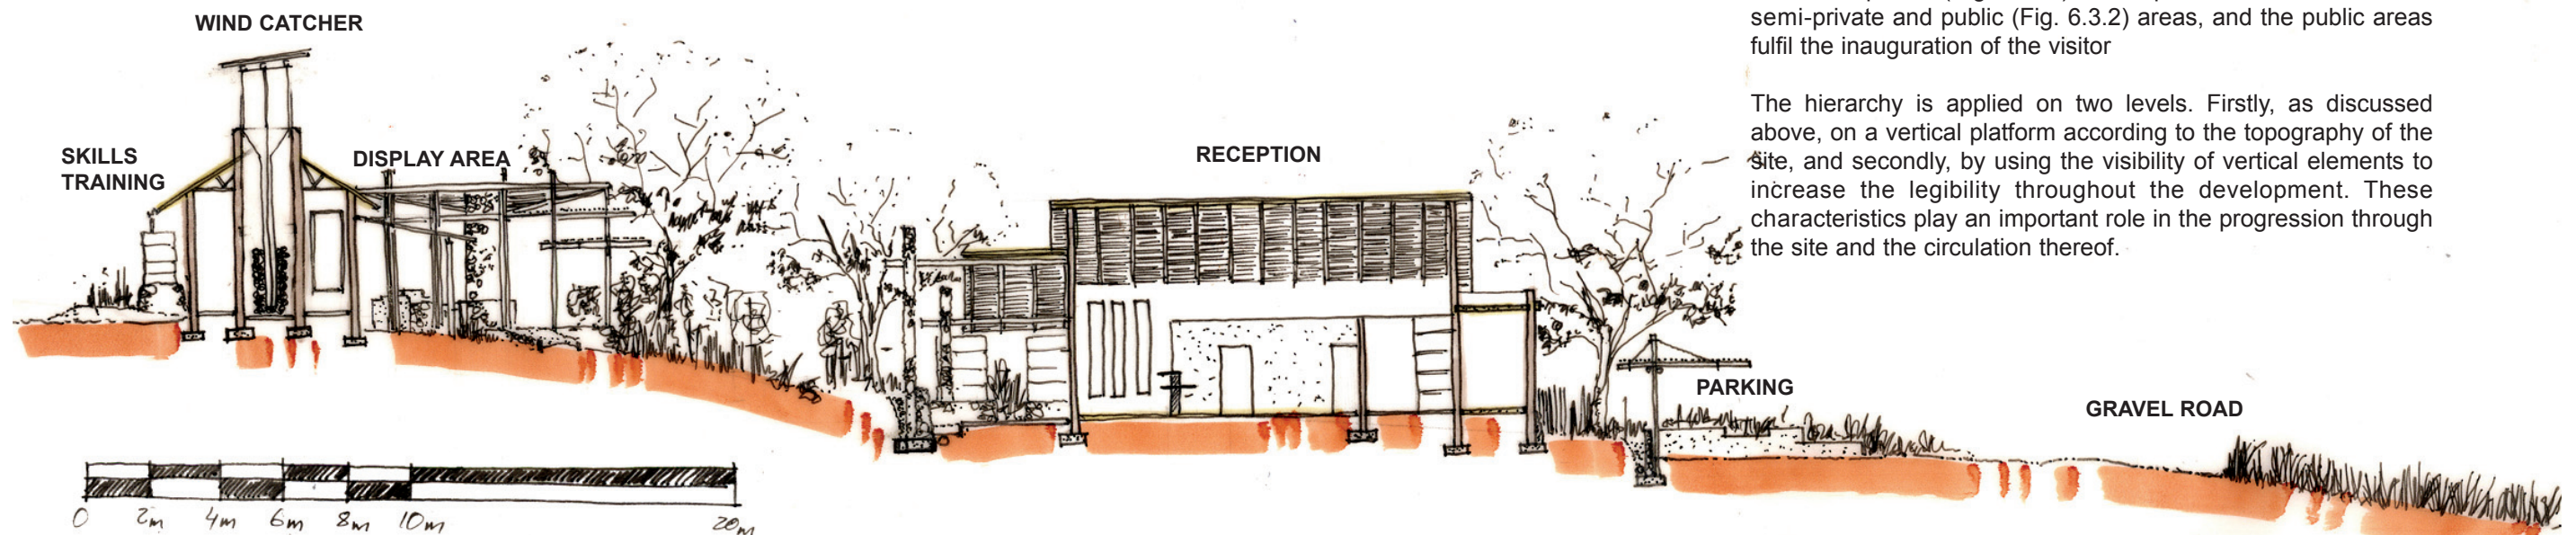 WIND CATCHER
SKILLS
TRAINING
DISPLAY AREA
RECEPTION
PARKING
GRAVEL ROAD
0 2m 4m 6m 8m 10m 20m
semi-private and public (Fig. 6.3.2) areas, and the public areas
fulfil the inauguration of the visitor
The hierarchy is applied on two levels. Firstly, as discussed
above, on a vertical platform according to the topography of the
site, and secondly, by using the visibility of vertical elements to
increase the legibility throughout the development. These
characteristics play an important role in the progression through
the site and the circulation thereof.